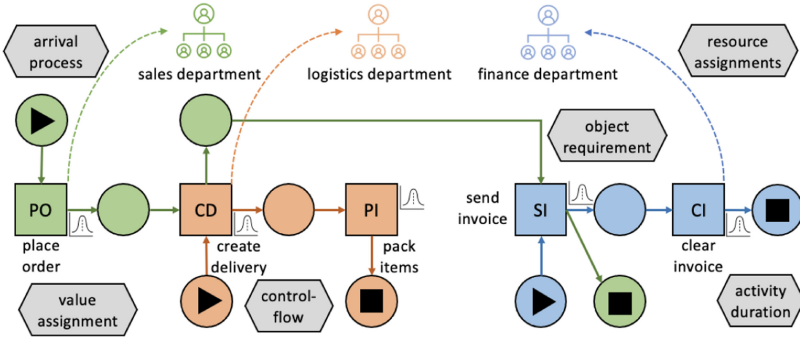 arrival
process
sales department
logistics department
finance department
resource
assignments
object
requirement
PO
CD
PI
send
invoice
SI
CI
place
order
create
delivery
pack
items
clear
invoice
value
assignment
control-
flow
activity
duration